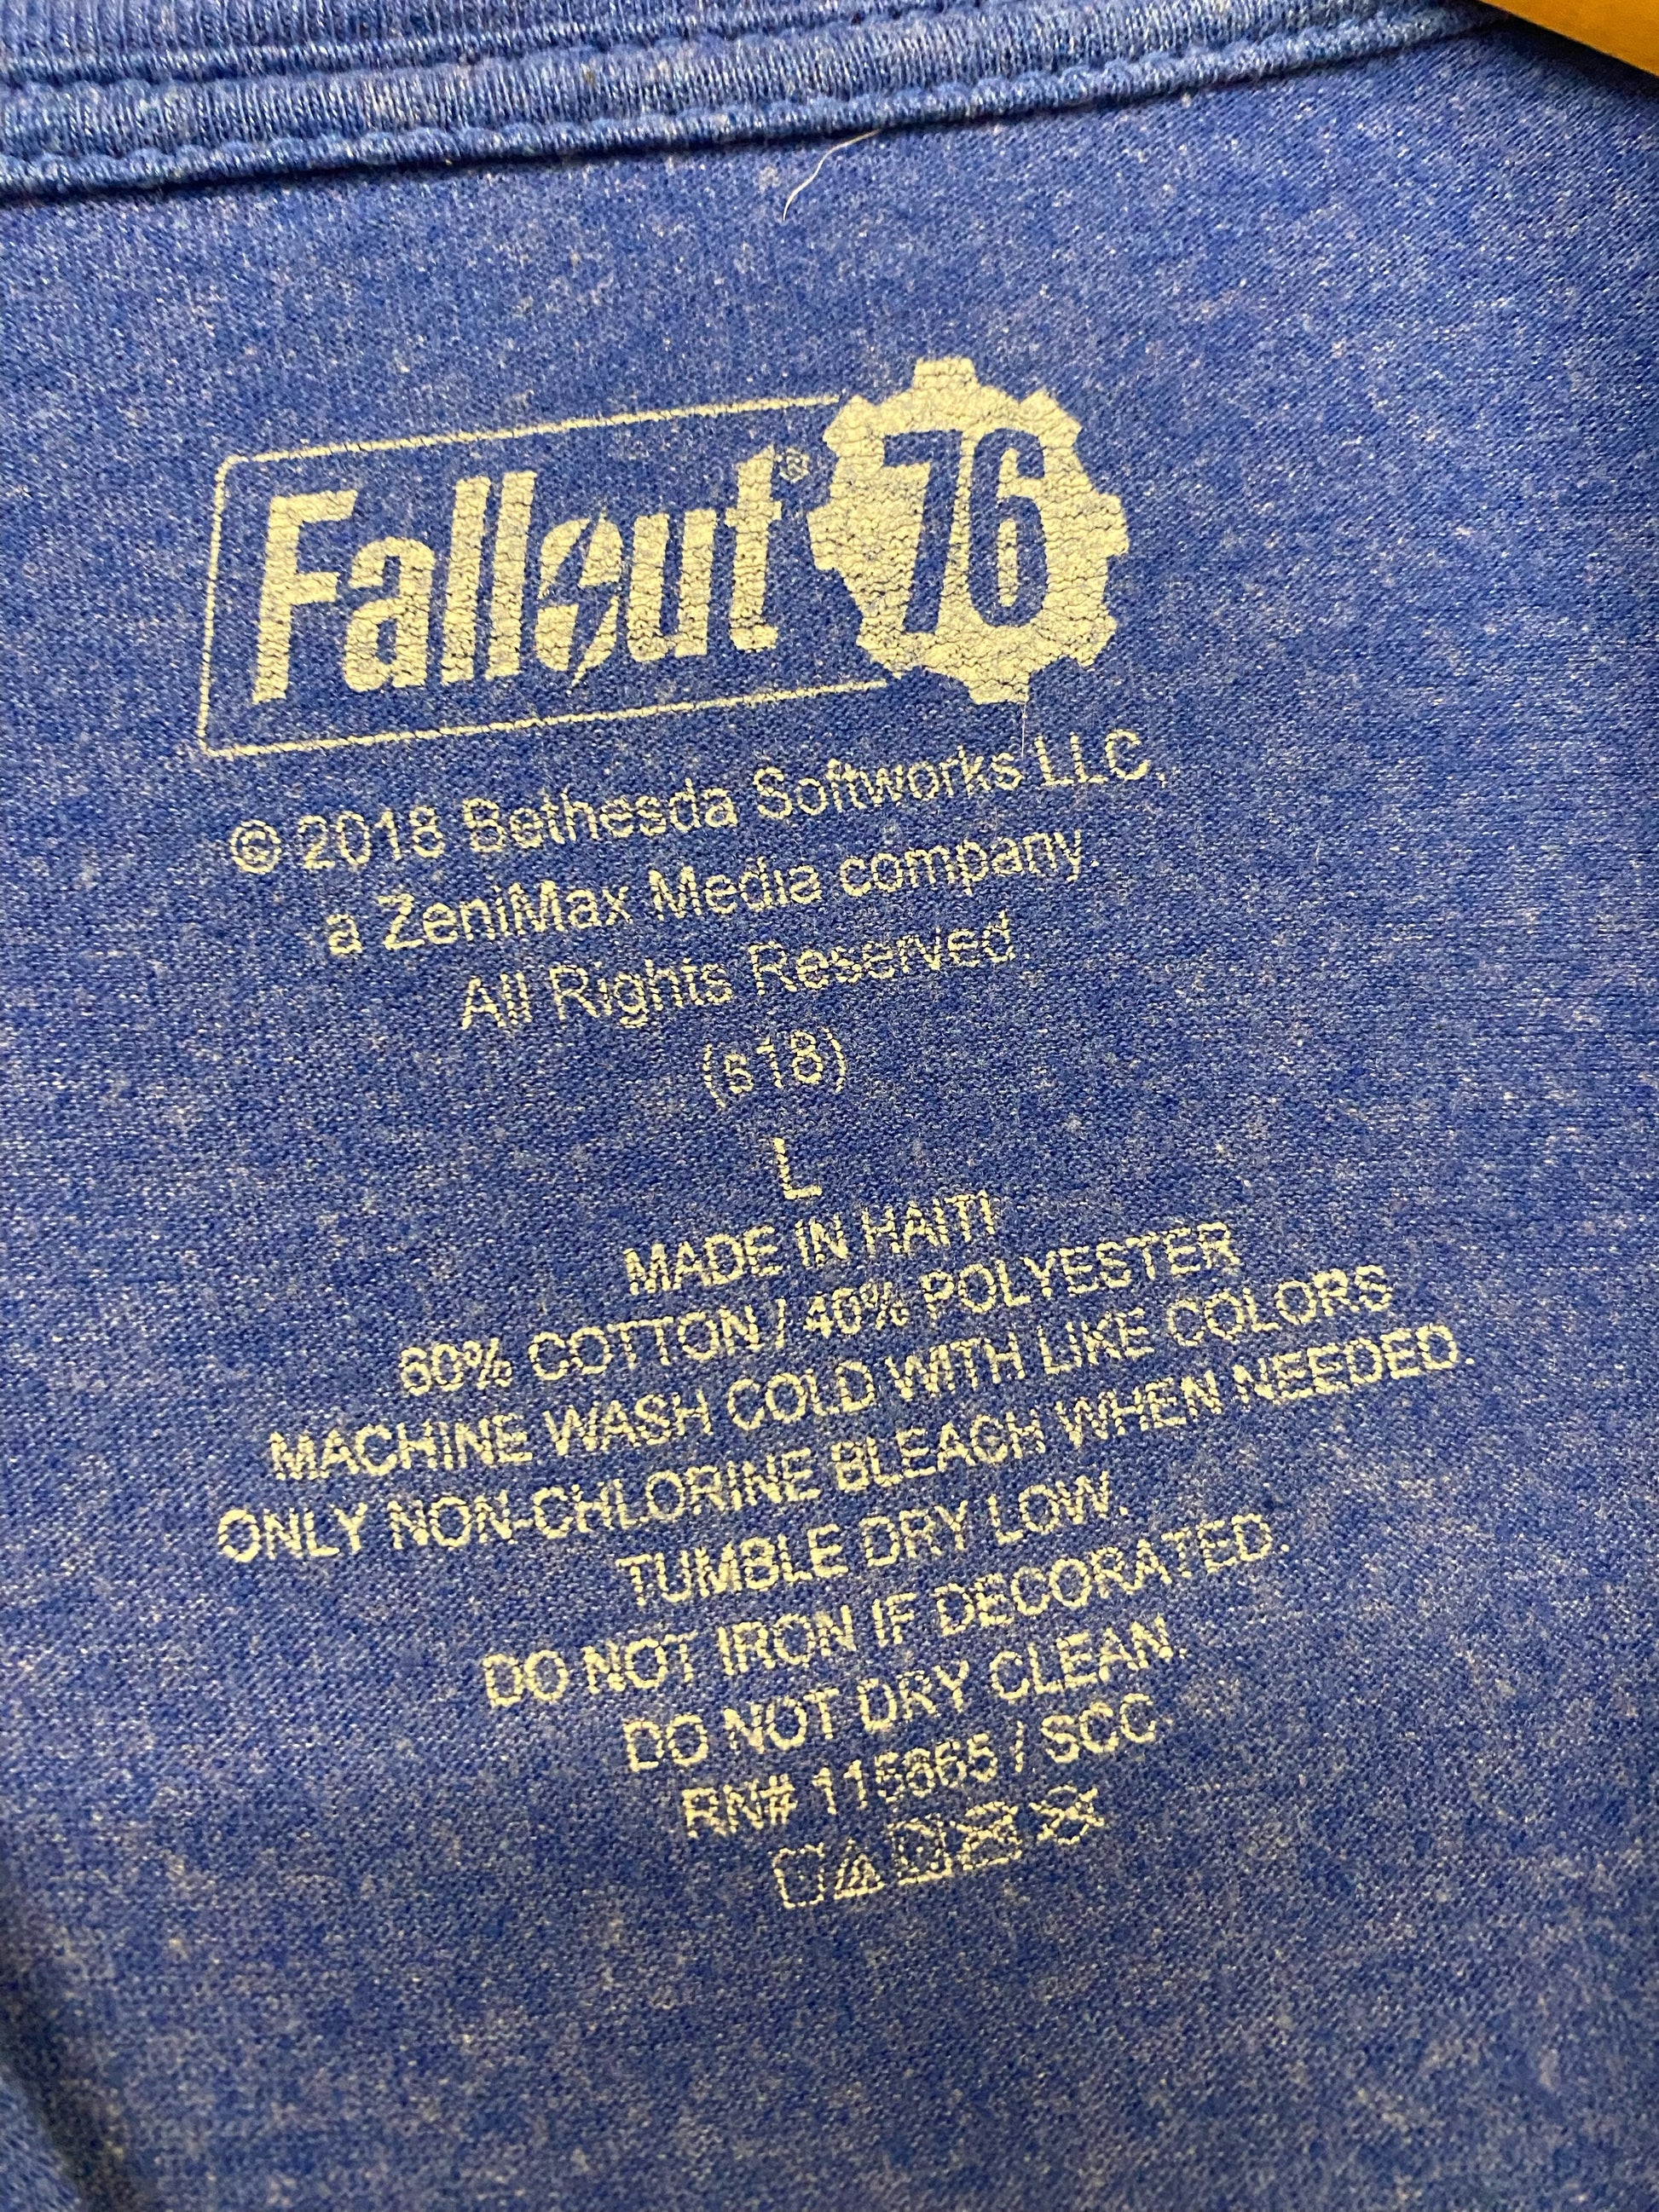 Fallout® 76
© 2018 Bethesda Softworks LLC,
a ZeniMax Media company.
All Rights Reserved
(s18)
L
MADE IN HAITI
60% COTTON / 40% POLYESTER
MACHINE WASH COLD WITH LIKE COLORS
ONLY NON-CHLORINE BLEACH WHEN NEEDED.
TUMBLE DRY LOW.
DO NOT IRON IF DECORATED.
DO NOT DRY CLEAN.
RN# / SCC